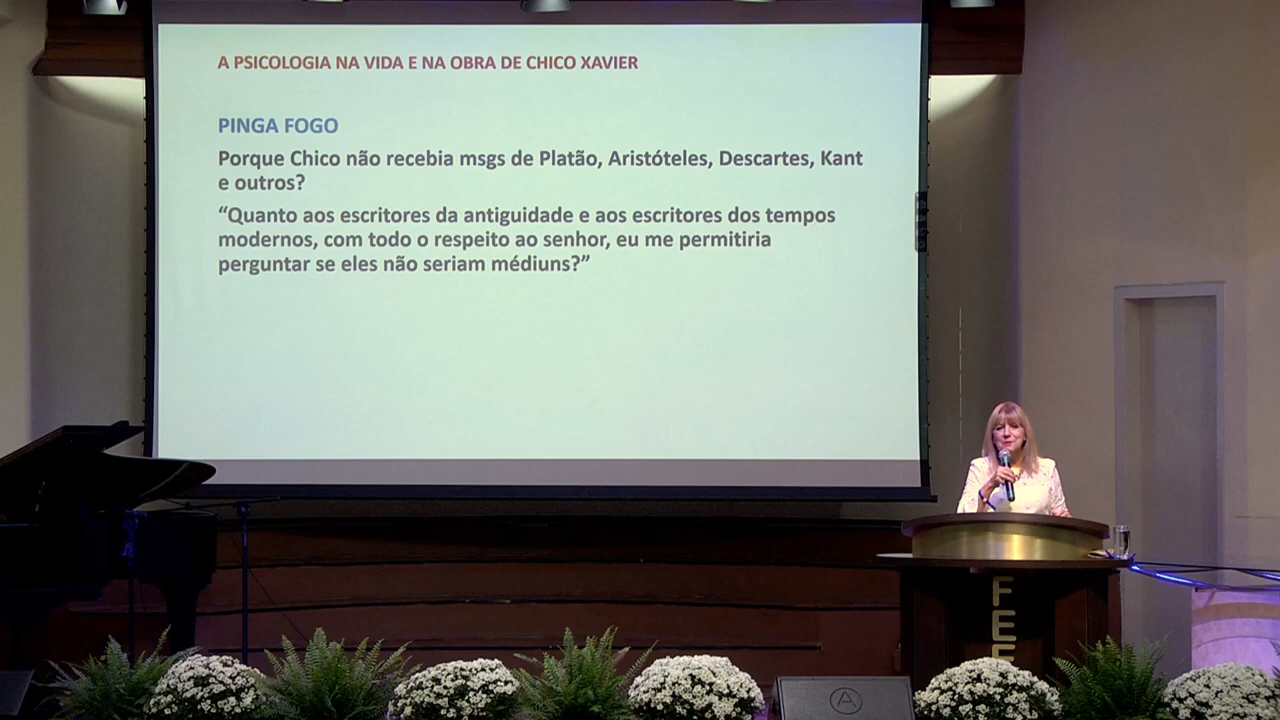 A PSICOLOGIA NA VIDA E NA OBRA DE CHICO XAVIER
PINGA FOGO
Porque Chico não recebia msgs de Platão, Aristóteles, Descartes, Kant
e outros?
“Quanto aos escritores da antiguidade e aos escritores dos tempos
modernos, com todo o respeito ao senhor, eu me permitiria
perguntar se eles não seriam médiuns?”
FEE